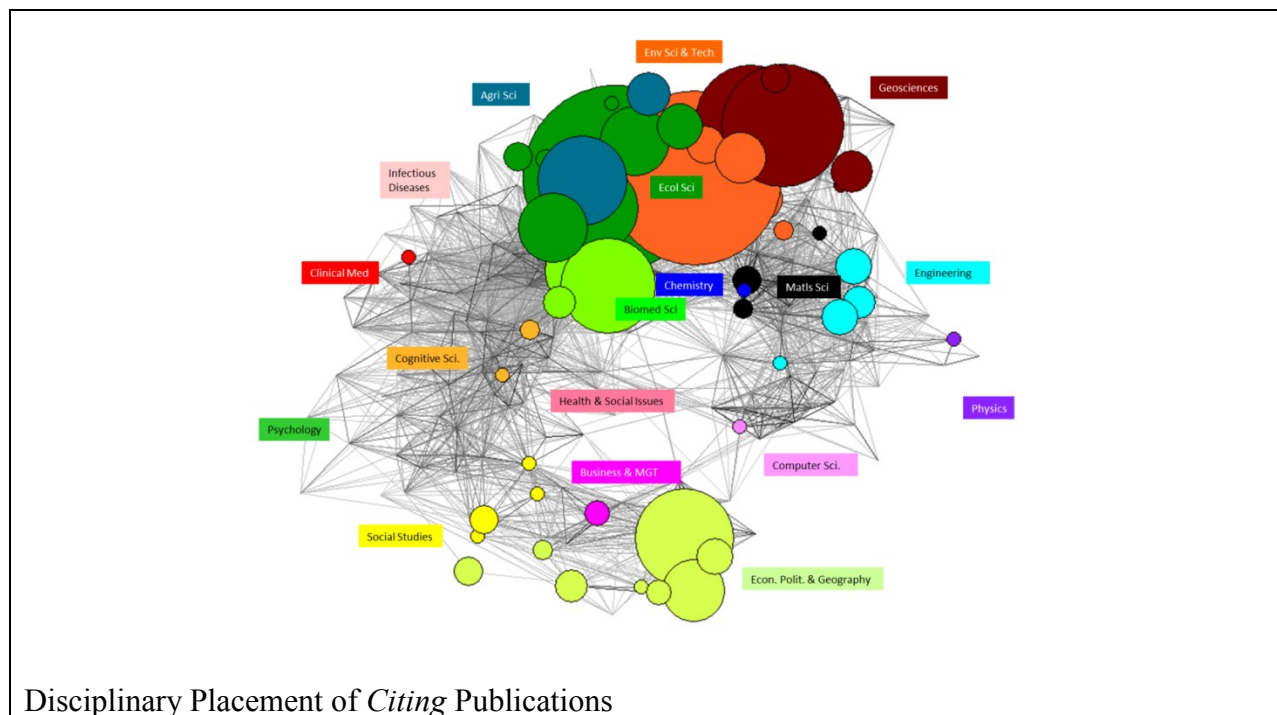 Env Sci & Tech
Geosciences
Agri Sci
Infectious
Diseases
Ecol Sci
Clinical Med
Chemistry
Matls Sci
Engineering
Biomed Sci
Cognitive Sci.
Health & Social Issues
Physics
Psychology
Business & MGT
Computer Sci.
Social Studies
Econ. Polit. & Geography
Disciplinary Placement of Citing Publications